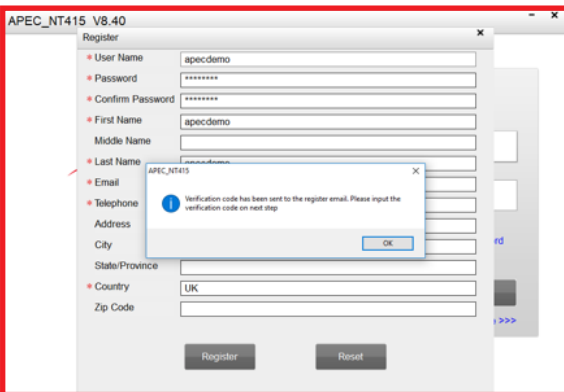 APEC_NT415 V8.40
Register
* User Name apecdemo
* Password ********
* Confirm Password ********
* First Name apecdemo
Middle Name
* Last Name apecdemo
APEC_NT415
* Email
Verification code has been sent to the register email. Please input the
verification code on next step
* Telephone
Address
OK
City
rd
State/Province
* Country UK
Zip Code
>>>
Register Reset